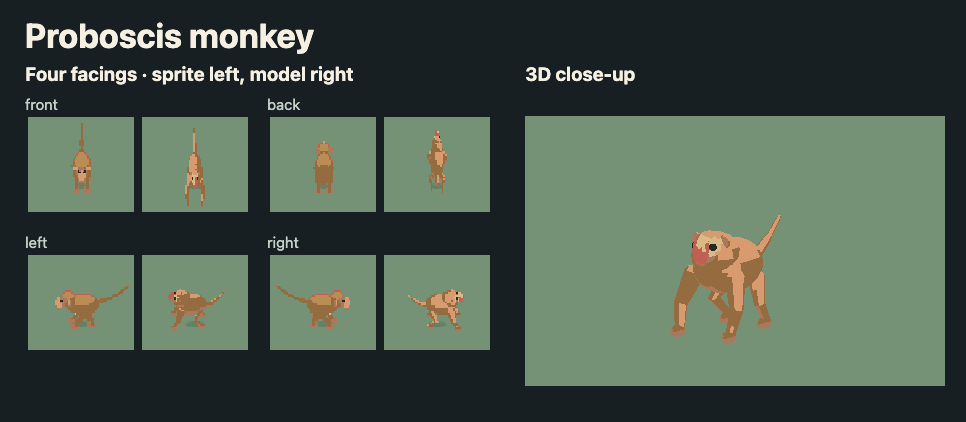 Proboscis monkey
Four facings · sprite left, model right
3D close-up
front
back
left
right